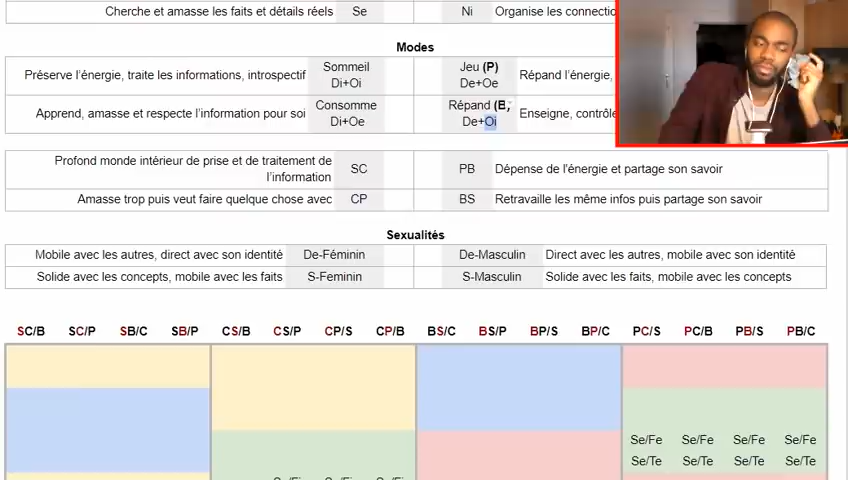 Cherche et amasse les faits et détails réels Se Ni Organise les connectio
Modes
Préserve l'énergie, traite les informations, introspectif Sommeil Di+Oi Jeu (P) De+Oe Répand l'énergie,
Apprend, amasse et respecte l'information pour soi Consomme Di+Oe Répand (B, De+Oi Enseigne, contrôle
Profond monde intérieur de prise et de traitement de l'information SC PB Dépense de l'énergie et partage son savoir
Amasse trop puis veut faire quelque chose avec CP BS Retravaille les même infos puis partage son savoir
Sexualités
Mobile avec les autres, direct avec son identité De-Féminin De-Masculin Direct avec les autres, mobile avec son identité
Solide avec les concepts, mobile avec les faits S-Feminin S-Masculin Solide avec les faits, mobile avec les concepts
SC/B SC/P SB/C SB/P CS/B CS/P CP/S CP/B BS/C BS/P BP/S BP/C PC/S PC/B PB/S PB/C
Se/Fe Se/Fe Se/Fe Se/Fe
Se/Te Se/Te Se/Te Se/Te